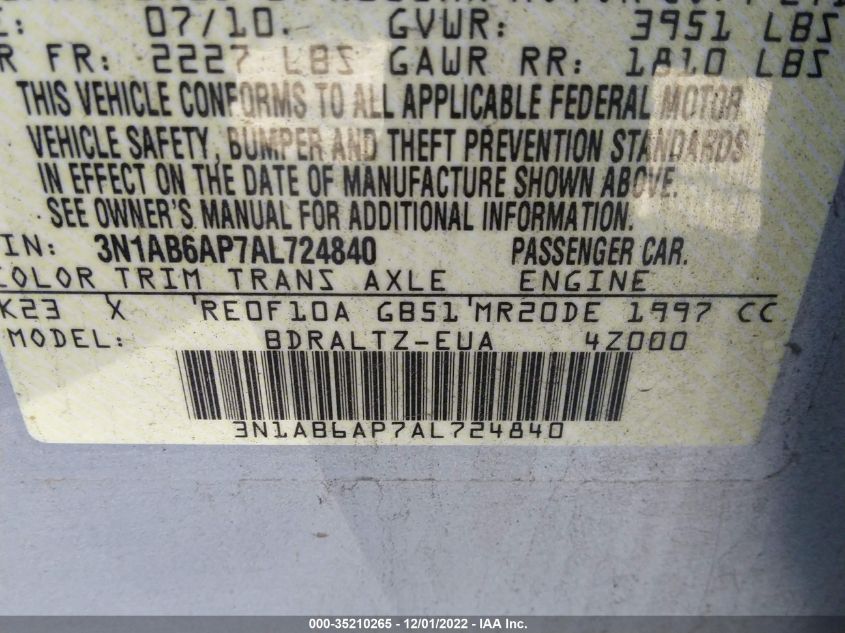 07/10. GVWR: 3951 LBS
FR: 2227 LBS GAWR RR: 1810 LBS
THIS VEHICLE CONFORMS TO ALL APPLICABLE FEDERAL MOTOR
VEHICLE SAFETY, BUMPER AND THEFT PREVENTION STANDARDS
IN EFFECT ON THE DATE OF MANUFACTURE SHOWN ABOVE.
SEE OWNER'S MANUAL FOR ADDITIONAL INFORMATION.
IN: 3N1AB6AP7AL724840 PASSENGER CAR.
COLOR TRIM TRANS AXLE ENGINE
K23 X 'RE0F10A GB51'MR20DE 1997 CC
MODEL: BDRALTZ-EUA 4Z000
3N1AB6AP7AL724840
000-35210265 - 12/01/2022 - IAA Inc.